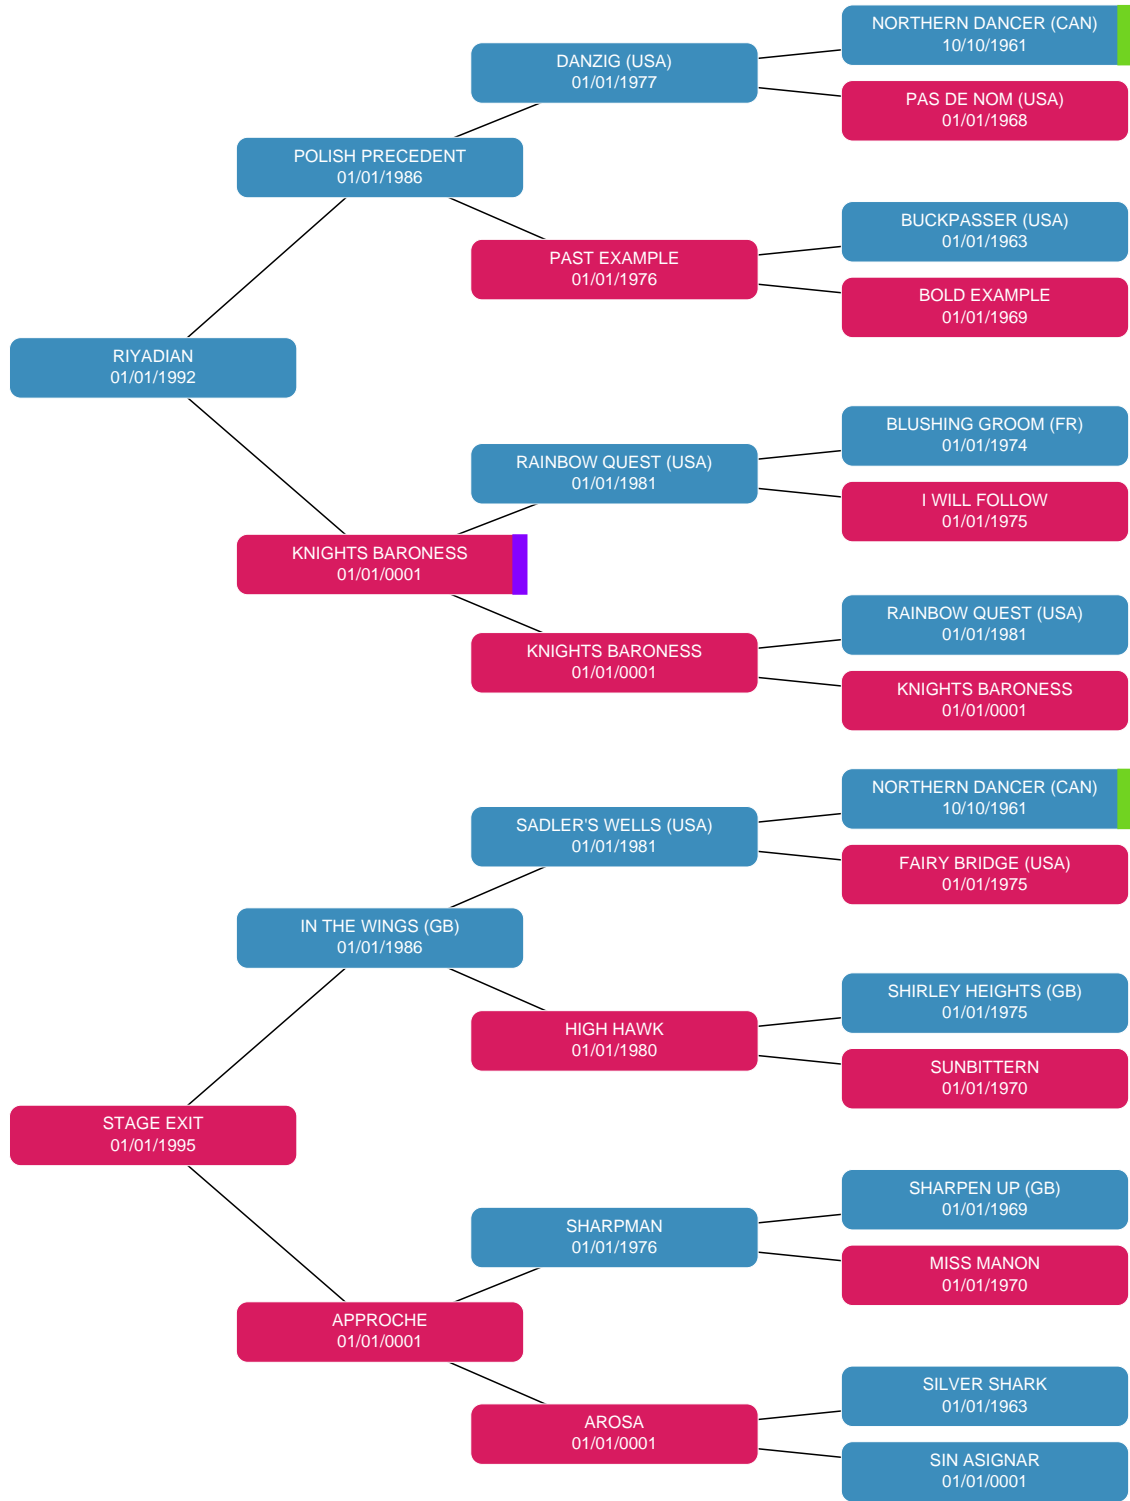 NORTHERN DANCER (CAN)
10/10/1961
DANZIG (USA)
01/01/1977
PAS DE NOM (USA)
01/01/1968
POLISH PRECEDENT
01/01/1986
BUCKPASSER (USA)
01/01/1963
PAST EXAMPLE
01/01/1976
BOLD EXAMPLE
01/01/1969
RIYADIAN
01/01/1992
BLUSHING GROOM (FR)
01/01/1974
RAINBOW QUEST (USA)
01/01/1981
I WILL FOLLOW
01/01/1975
KNIGHTS BARONESS
01/01/0001
RAINBOW QUEST (USA)
01/01/1981
KNIGHTS BARONESS
01/01/0001
KNIGHTS BARONESS
01/01/0001
NORTHERN DANCER (CAN)
10/10/1961
SADLER'S WELLS (USA)
01/01/1981
FAIRY BRIDGE (USA)
01/01/1975
IN THE WINGS (GB)
01/01/1986
SHIRLEY HEIGHTS (GB)
01/01/1975
HIGH HAWK
01/01/1980
SUNBITTERN
01/01/1970
STAGE EXIT
01/01/1995
SHARPEN UP (GB)
01/01/1969
SHARPMAN
01/01/1976
MISS MANON
01/01/1970
APPROCHE
01/01/0001
SILVER SHARK
01/01/1963
AROSA
01/01/0001
SIN ASIGNAR
01/01/0001